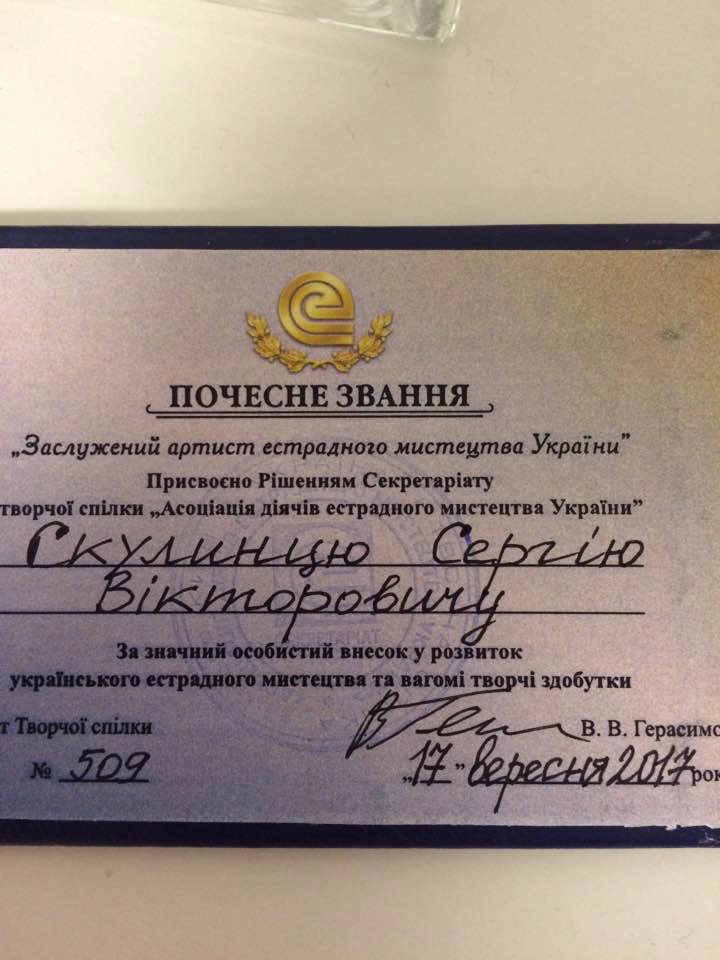 ПОЧЕСНЕ ЗВАННЯ
„Заслужений артист естрадного мистецтва України”
Присвоєно Рішенням Секретаріату
творчої спілки „Асоціація діячів естрадного мистецтва України”
Скулинцю Сергію
Вікторовичу
За значний особистий внесок у розвиток
українського естрадного мистецтва та вагомі творчі здобутки
т Творчої спілки В. В. Герасимо
№ 509 „17” вересня 2017 рок